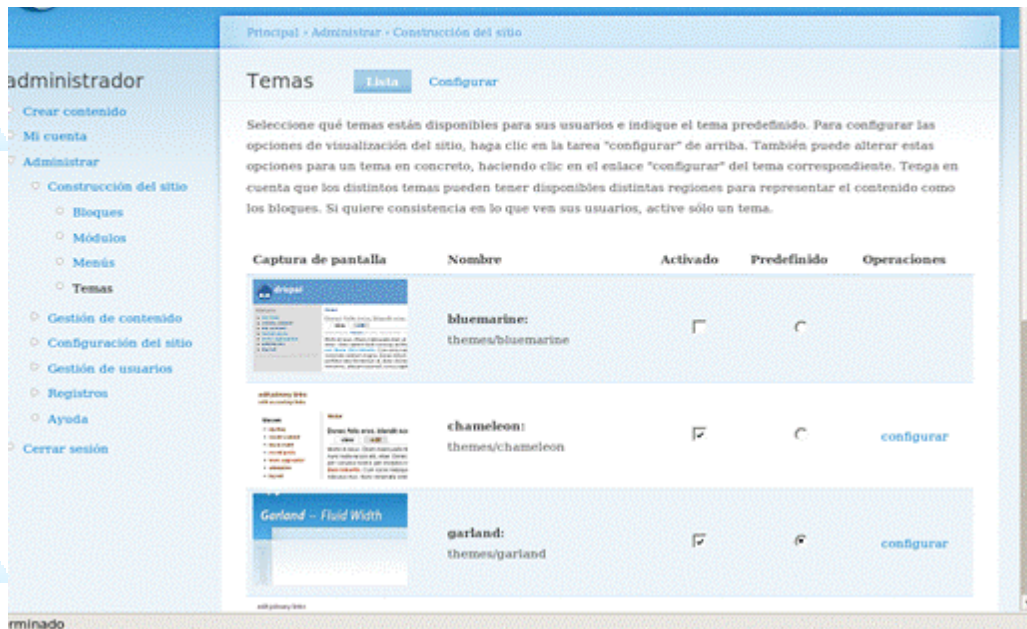 Principal › Administrar › Construcción del sitio
administrador
Crear contenido
Mi cuenta
Administrar
Construcción del sitio
Bloques
Módulos
Menús
Temas
Gestión de contenido
Configuración del sitio
Gestión de usuarios
Registros
Ayuda
Cerrar sesión
Temas
Lista
Configurar
Seleccione qué temas están disponibles para sus usuarios e indique el tema predefinido. Para configurar las
opciones de visualización del sitio, haga clic en la tarea "configurar" de arriba. También puede alterar estas
opciones para un tema en concreto, haciendo clic en el enlace "configurar" del tema correspondiente. Tenga en
cuenta que los distintos temas pueden tener disponibles distintas regiones para representar el contenido como
los bloques. Si quiere consistencia en lo que ven sus usuarios, active sólo un tema.
Captura de pantalla Nombre Activado Predefinido Operaciones
drupal
bluemarine:
themes/bluemarine
view edit
chameleon:
themes/chameleon
configurar
Garland – Fluid Width
garland:
themes/garland
configurar
edit primary links
rminado